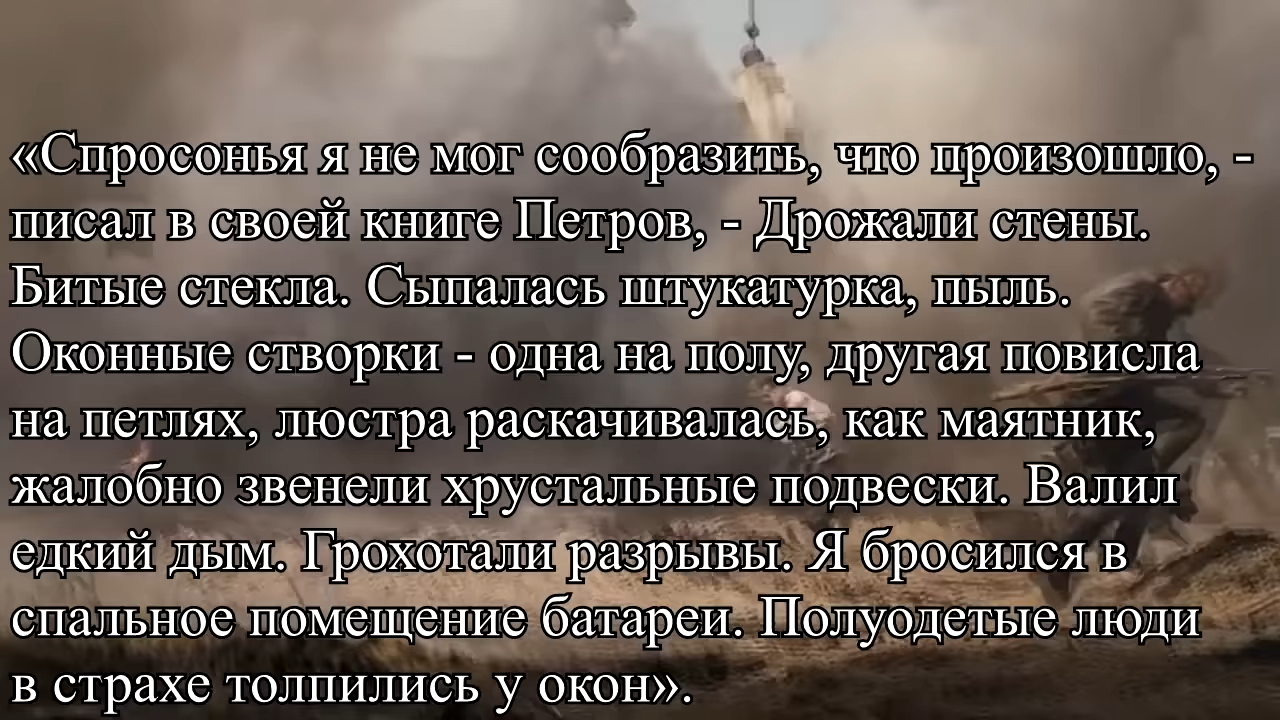 «Спросонья я не мог сообразить, что произошло, -
писал в своей книге Петров, - Дрожали стены.
Битые стекла. Сыпалась штукатурка, пыль.
Оконные створки - одна на полу, другая повисла
на петлях, люстра раскачивалась, как маятник,
жалобно звенели хрустальные подвески. Валил
едкий дым. Грохотали разрывы. Я бросился в
спальное помещение батареи. Полуодетые люди
в страхе толпились у окон».